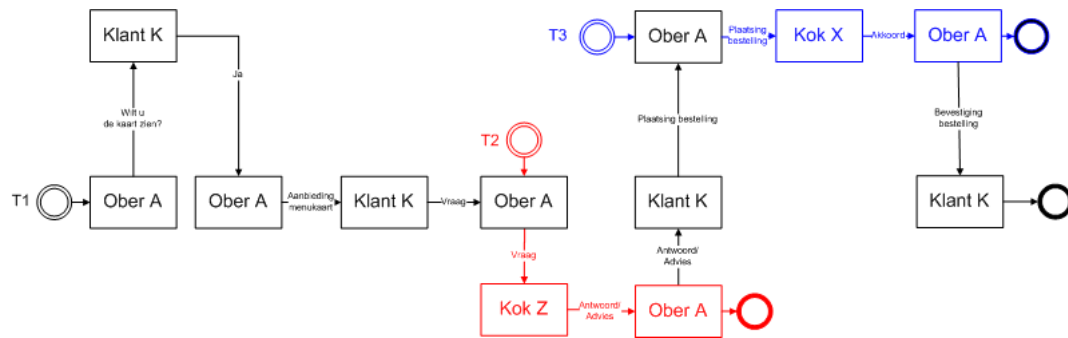 Klant K
Ja
Wilt u
de kaart zien?
T1
Ober A
Ober A
Aanbieding
menukaart
Klant K
Vraag
T2
Ober A
Vraag
Kok Z
Antwoord/
Advies
Ober A
Antwoord/
Advies
Klant K
Plaatsing bestelling
T3
Ober A
Plaatsing
bestelling
Kok X
Akkoord
Ober A
Bevestiging
bestelling
Klant K